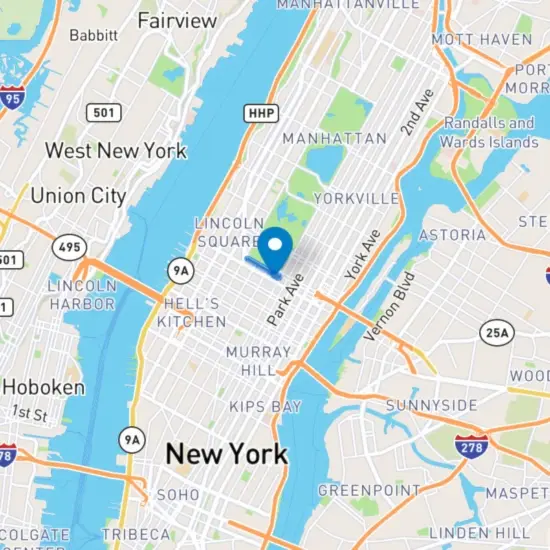 MANHATTANVILLE
Fairview
Babbitt
MOTT HAVEN
PORT
MORRI
95
501
HHP
2nd Ave
Randalls and
Wards Islands
MANHATTAN
West New York
YORKVILLE
Union City
LINCOLN
SQUARE
ASTORIA
STE
495
9A
York Ave
LINCOLN
HARBOR
HELL'S
KITCHEN
Park Ave
Vernon Blvd
25A
MURRAY
HILL
Hoboken
1st St
KIPS BAY
SUNNYSIDE
WOOD
9A
New York
278
78
SOHO
GREENPOINT
MASPET
COLGATE
CENTER
TRIBECA
LINDEN HILL